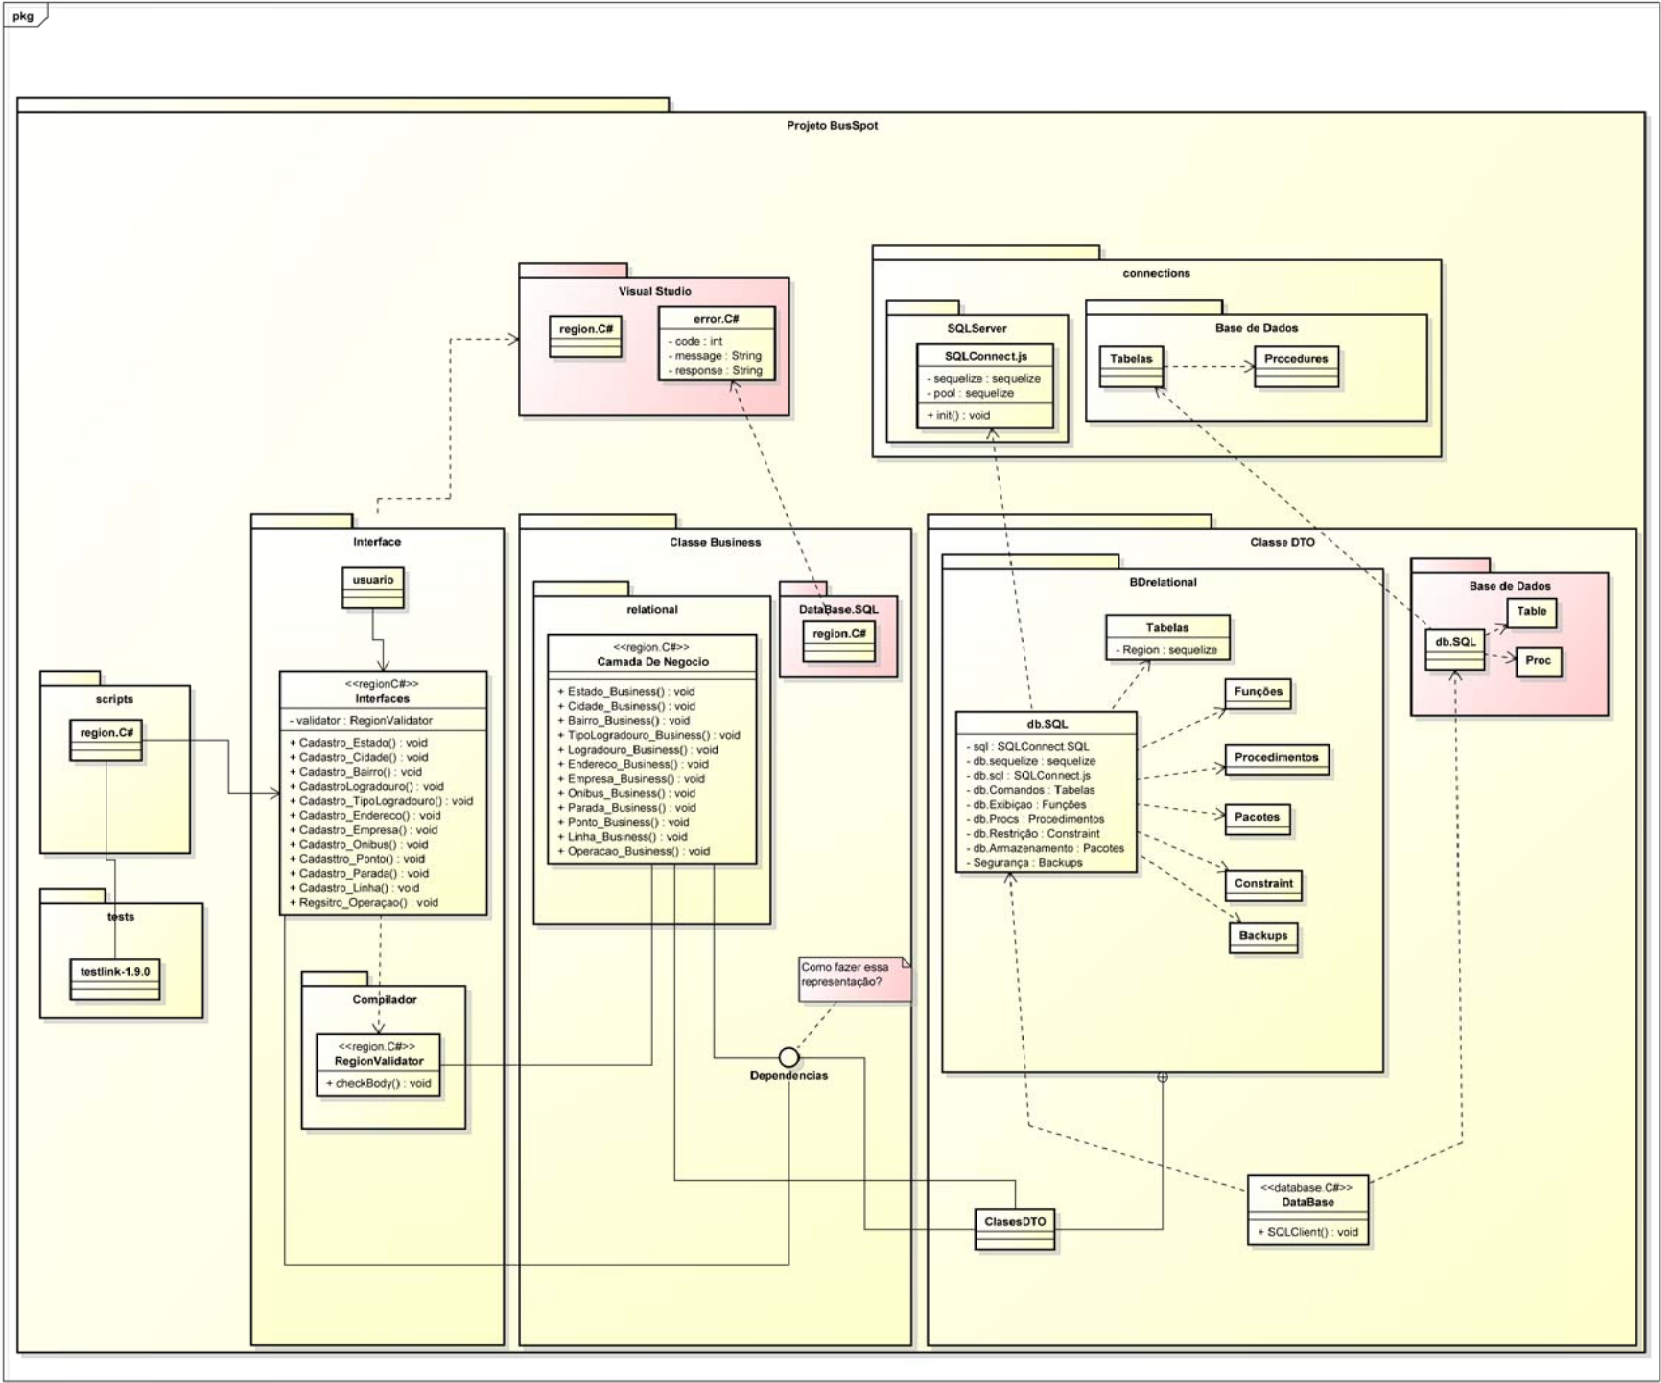 pkg
Projeto BusSpot
Visual Studio
region.C#
error.C#
- code : int
- message : String
- response : String
connections
SQLServer
SQLConnect.js
- sequelize : sequelize
- pool : sequelize
+ init() : void
Base de Dados
Tabelas
Procedures
Interface
usuario
<<regionC#>>
Interfaces
- validator : RegionValidator
+ Cadastro_Estado() : void
+ Cadastro_Cidade() : void
+ Cadastro_Bairro() : void
+ CadastroLogradouro() : void
+ Cadastro_TipoLogradouro() : void
+ Cadastro_Endereco() : void
+ Cadastro_Empresa() : void
+ Cadastro_Onibus() : void
+ Cadasttro_Ponto() : void
+ Cadastro_Parada() : void
+ Cadastro_Linha() : void
+ Regsitro_Operaçao() : void
Compilador
<<region.C#>>
RegionValidator
+ checkBody() : void
scripts
region.C#
tests
testlink-1.9.0
Classe Business
relational
<<region.C#>>
Camada De Negocio
+ Estado_Business() : void
+ Cidade_Business() : void
+ Bairro_Business() : void
+ TipoLogradouro_Business() : void
+ Logradouro_Business() : void
+ Endereco_Business() : void
+ Empresa_Business() : void
+ Onibus_Business() : void
+ Parada_Business() : void
+ Ponto_Business() : void
+ Linha_Business() : void
+ Operacao_Business() : void
DataBase.SQL
region.C#
Como fazer essa
representação?
Dependencias
Classe DTO
BDrelational
Tabelas
- Region : sequelize
db.SQL
- sql : SQLConnect.SQL
- db.sequelize : sequelize
- db.scl : SQLConnect.js
- db.Comandos : Tabelas
- db.Exibiçao : Funções
- db.Procs : Procedimentos
- db.Restrição : Constraint
- db.Armazenamento : Pacotes
- Segurança : Backups
Funções
Procedimentos
Pacotes
Constraint
Backups
Base de Dados
Table
db.SQL
Proc
ClasesDTO
<<database.C#>>
DataBase
+ SQLClient() : void